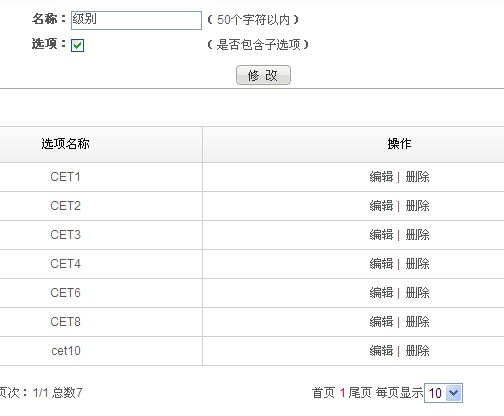 名称：级别 （ 50个字符以内 ）
选项： （ 是否包含子选项 ）
修 改
选项名称 操作
CET1 编辑 | 删除
CET2 编辑 | 删除
CET3 编辑 | 删除
CET4 编辑 | 删除
CET6 编辑 | 删除
CET8 编辑 | 删除
cet10 编辑 | 删除
页次： 1/1 总数7 首页 1 尾页 每页显示 10